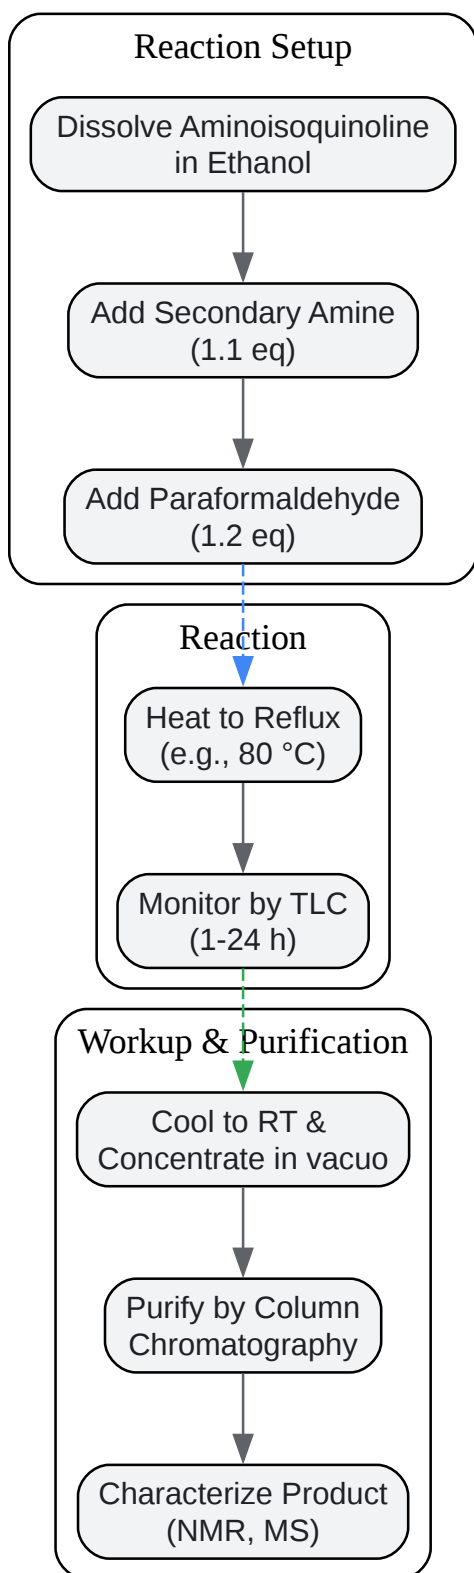 Reaction Setup
Dissolve Aminoisoquinoline
in Ethanol
Add Secondary Amine
(1.1 eq)
Add Paraformaldehyde
(1.2 eq)
Reaction
Heat to Reflux
(e.g., 80 °C)
Monitor by TLC
(1-24 h)
Workup & Purification
Cool to RT &
Concentrate in vacuo
Purify by Column
Chromatography
Characterize Product
(NMR, MS)